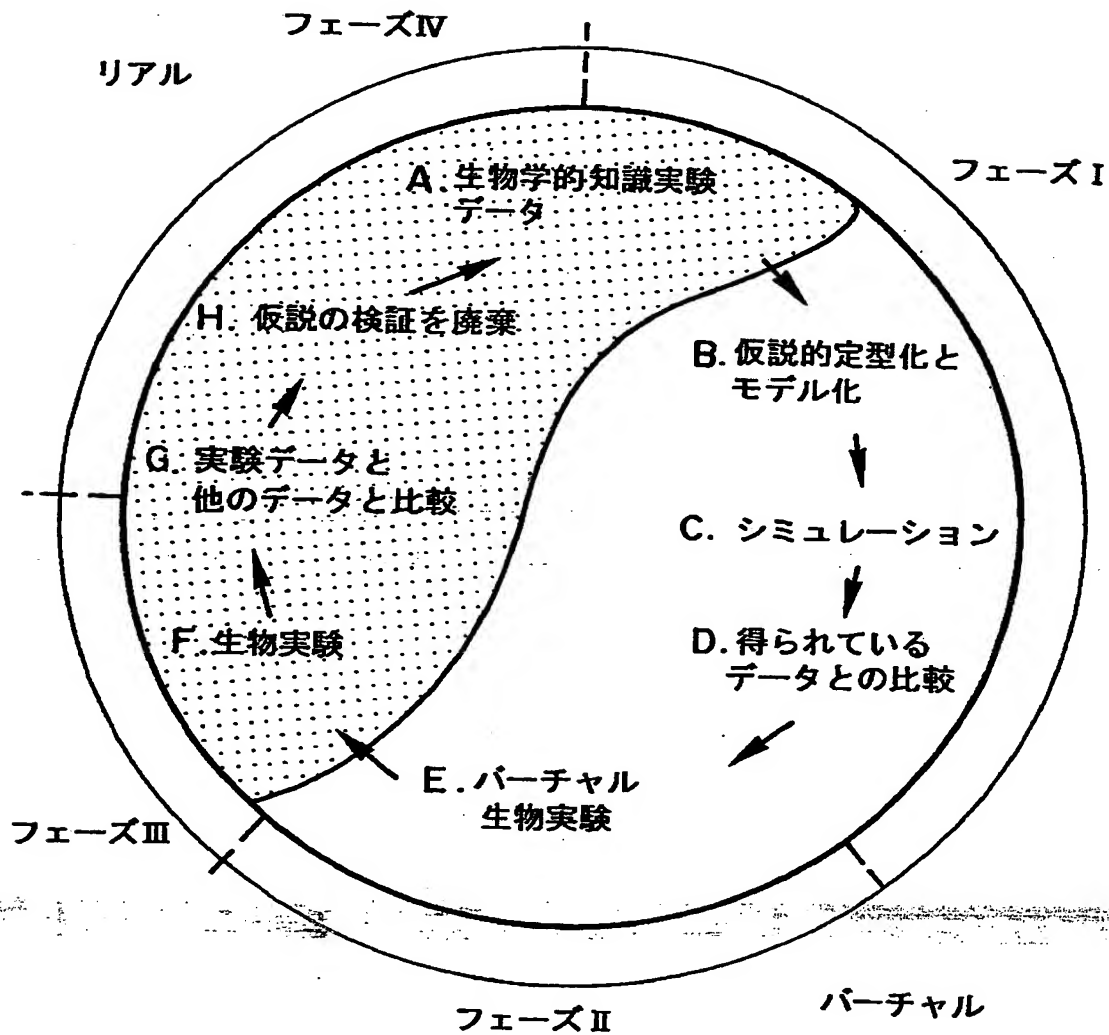 フェーズⅣ
リアル
フェーズⅠ
A. 生物学的知識実験
データ
H. 仮説の検証を廃棄
B. 仮説的定型化と
モデル化
G. 実験データと
他のデータと比較
C. シミュレーション
F. 生物実験
D. 得られている
データとの比較
E. バーチャル
生物実験
フェーズⅢ
フェーズⅡ
バーチャル